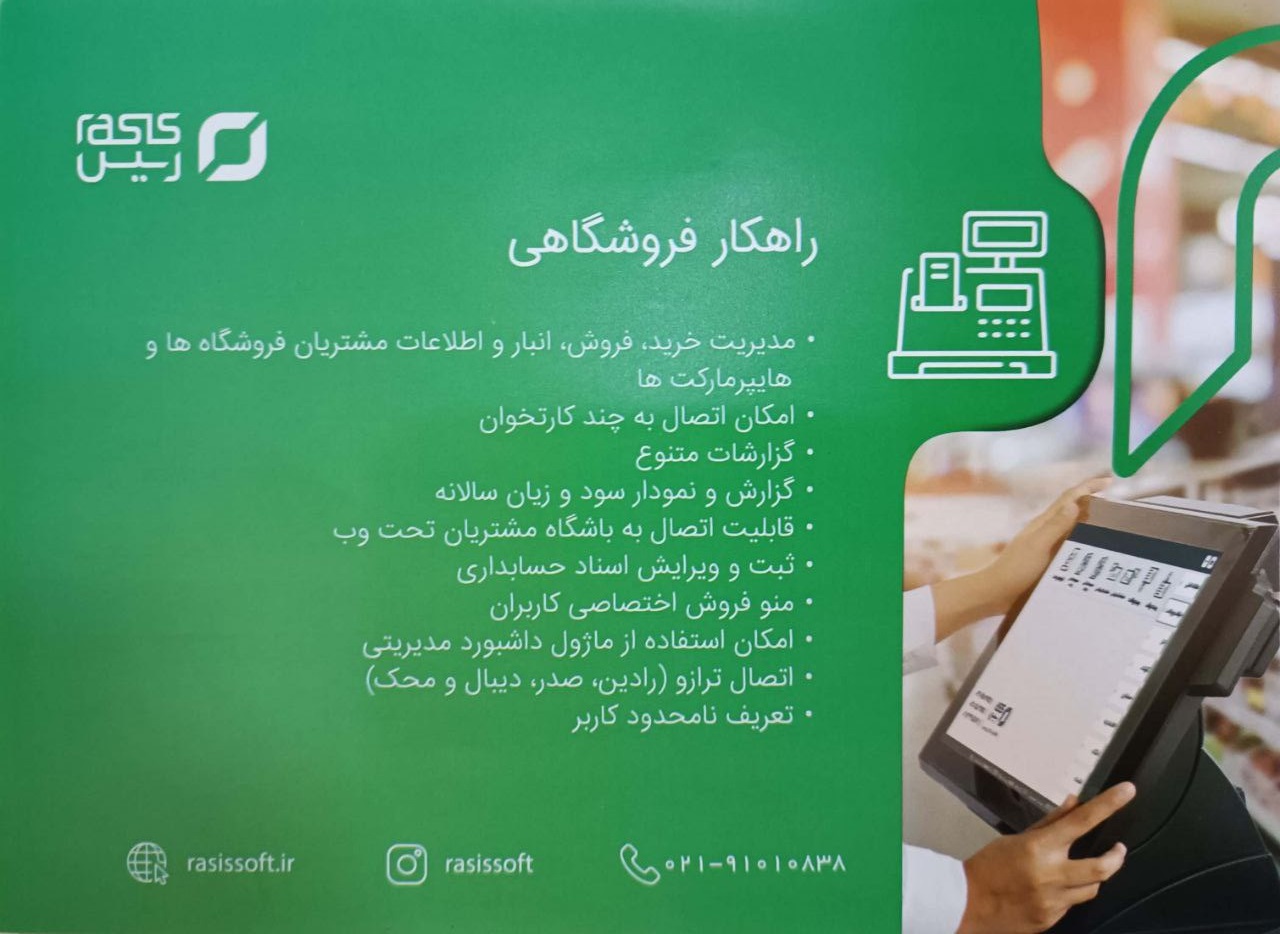 rasis
رسیس
راهکار فروشگاهی
• مدیریت خرید، فروش، انبار و اطلاعات مشتریان فروشگاه ها و
هایپرمارکت ها
• امکان اتصال به چند کارتخوان
• گزارشات متنوع
• گزارش و نمودار سود و زیان سالانه
• قابلیت اتصال به باشگاه مشتریان تحت وب
• ثبت و ویرایش اسناد حسابداری
• منو فروش اختصاصی کاربران
• امکان استفاده از ماژول داشبورد مدیریتی
• اتصال ترازو (رادین، صدر، دیبال و محک)
• تعریف نامحدود کاربر
۰۲۱-۹۱۰۱۰۸۳۸
rasissoft
rasissoft.ir